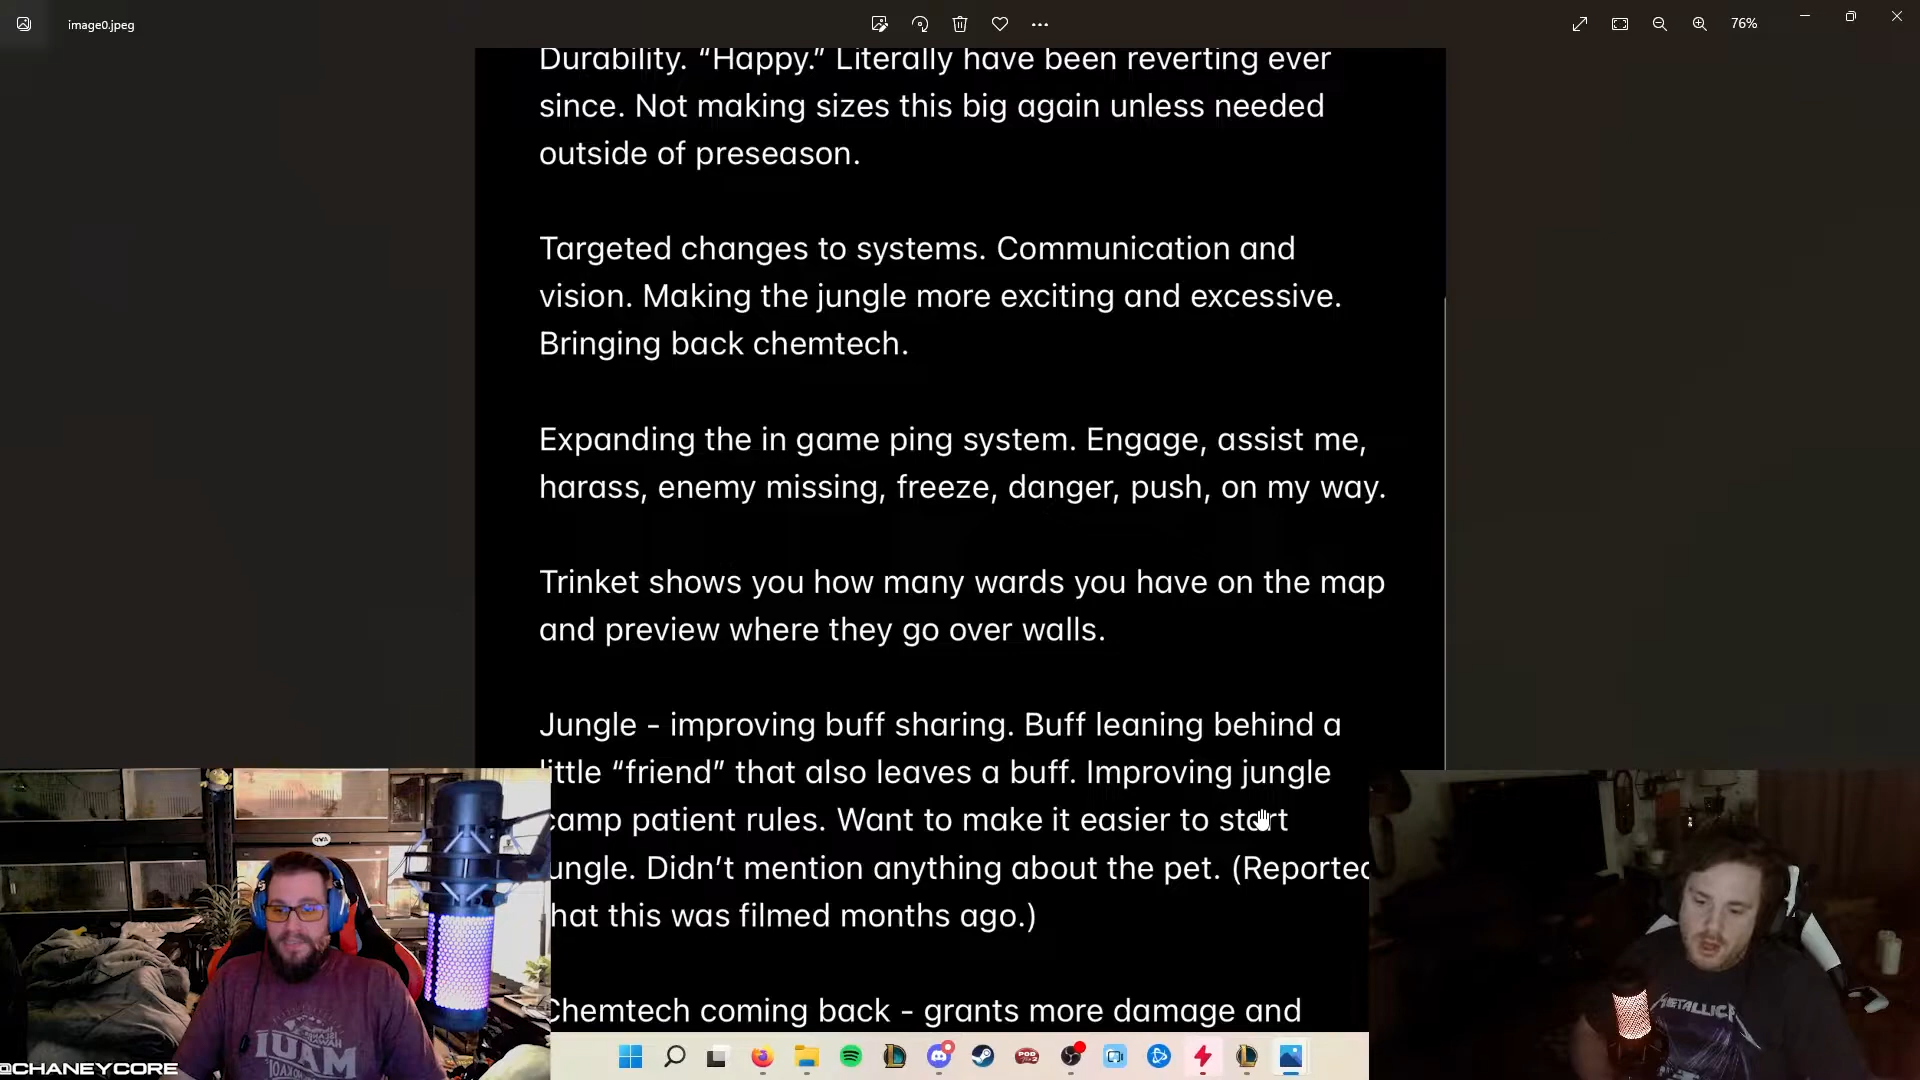 image0.jpeg
76%
Durability. “Happy.” Literally have been reverting ever
since. Not making sizes this big again unless needed
outside of preseason.
Targeted changes to systems. Communication and
vision. Making the jungle more exciting and excessive.
Bringing back chemtech.
Expanding the in game ping system. Engage, assist me,
harass, enemy missing, freeze, danger, push, on my way.
Trinket shows you how many wards you have on the map
and preview where they go over walls.
Jungle - improving buff sharing. Buff leaning behind a
little “friend” that also leaves a buff. Improving jungle
camp patient rules. Want to make it easier to start
ungle. Didn’t mention anything about the pet. (Reported
that this was filmed months ago.)
Chemtech coming back - grants more damage and
MAUI
METALLICA
POD
@CHANEYCORE